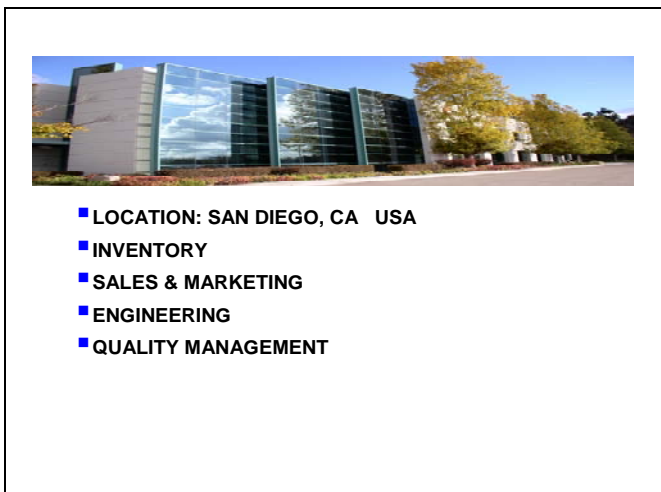 LOCATION: SAN DIEGO, CA   USA
INVENTORY
SALES & MARKETING
ENGINEERING
QUALITY MANAGEMENT